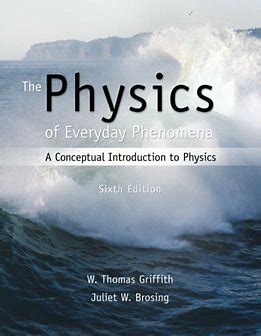 The Physics
of Everyday Phenomena
A Conceptual Introduction to Physics
Sixth Edition
W. Thomas Griffith
Juliet W. Brosing